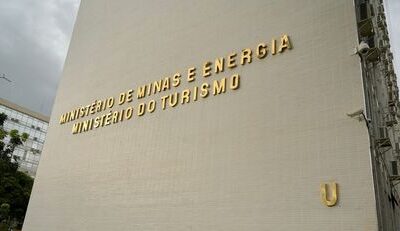 MINISTÉRIO DE MINAS E ENERGIA
MINISTÉRIO DO TURISMO
U